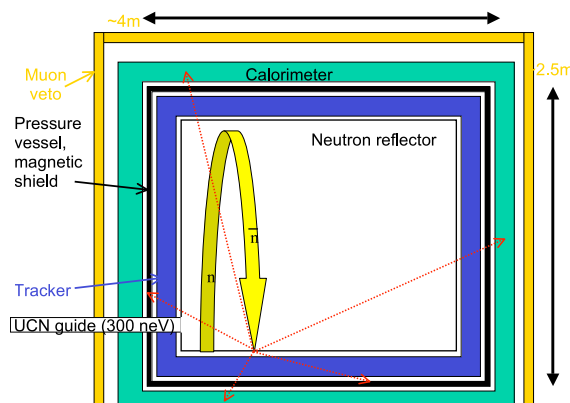 ~4m
Muon
veto
Calorimeter
2.5m
Pressure
vessel,
magnetic
shield
Neutron reflector
n
n̅
Tracker
UCN guide (300 neV)